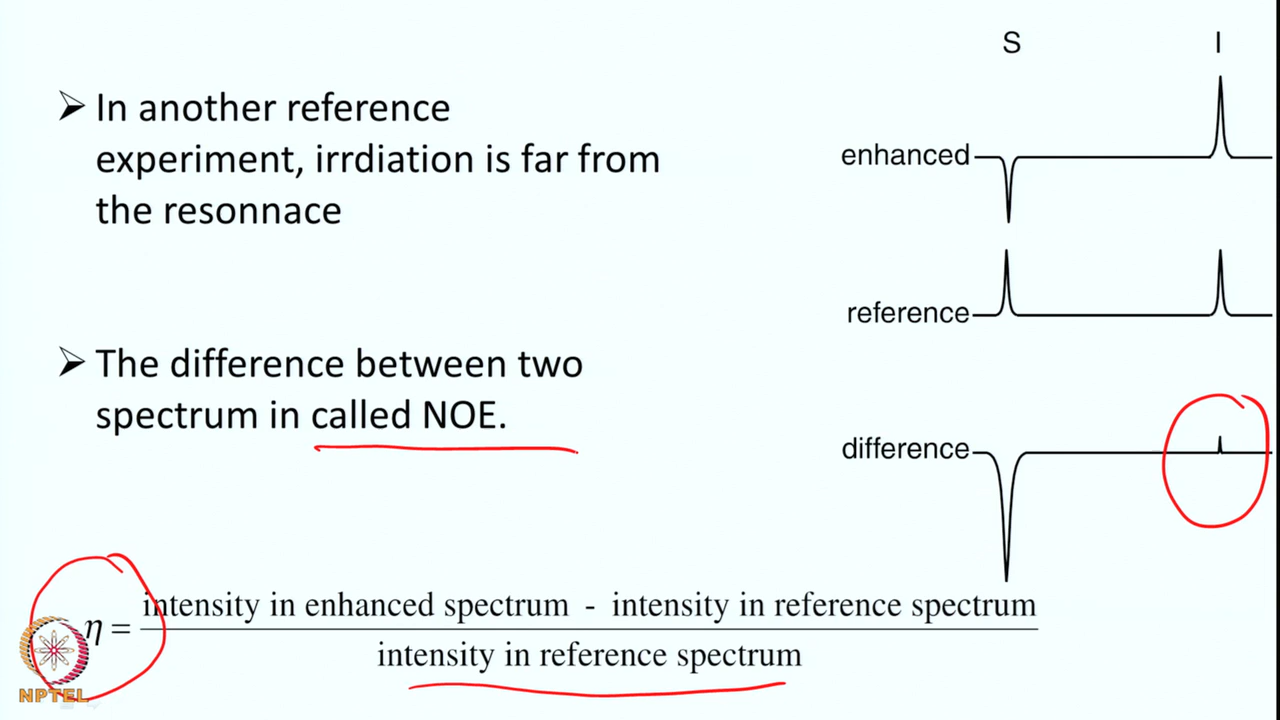 ➢ In another reference
experiment, irrdiation is far from
the resonnace
➢ The difference between two
spectrum in called NOE.
S I
enhanced
reference
difference
η = intensity in enhanced spectrum - intensity in reference spectrum
intensity in reference spectrum
NPTEL